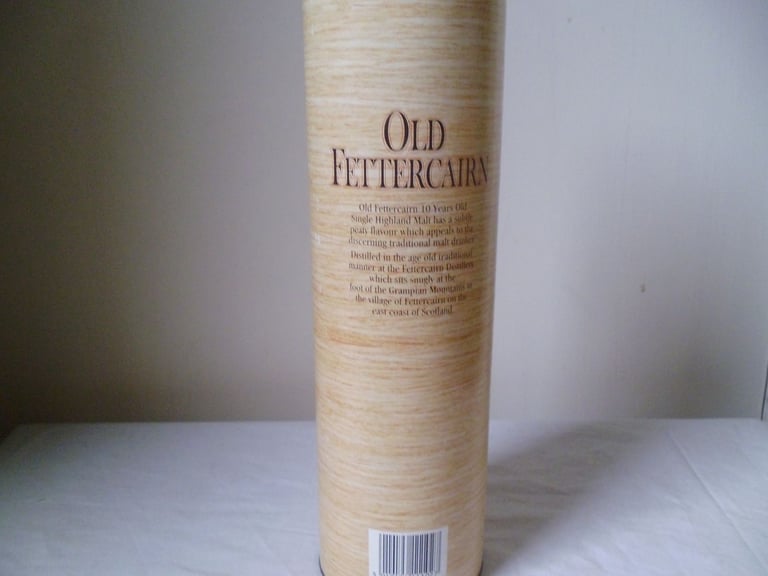 OLD
FETTERCAIRN
Old Fettercairn 10 Years Old
Single Highland Malt has a subtle
peaty flavour which appeals to the
discerning traditional malt drinker.
Distilled in the age old traditional
manner at the Fettercairn Distillery
which sits snugly at the
foot of the Grampian Mountains in
the village of Fettercairn on the
east coast of Scotland.